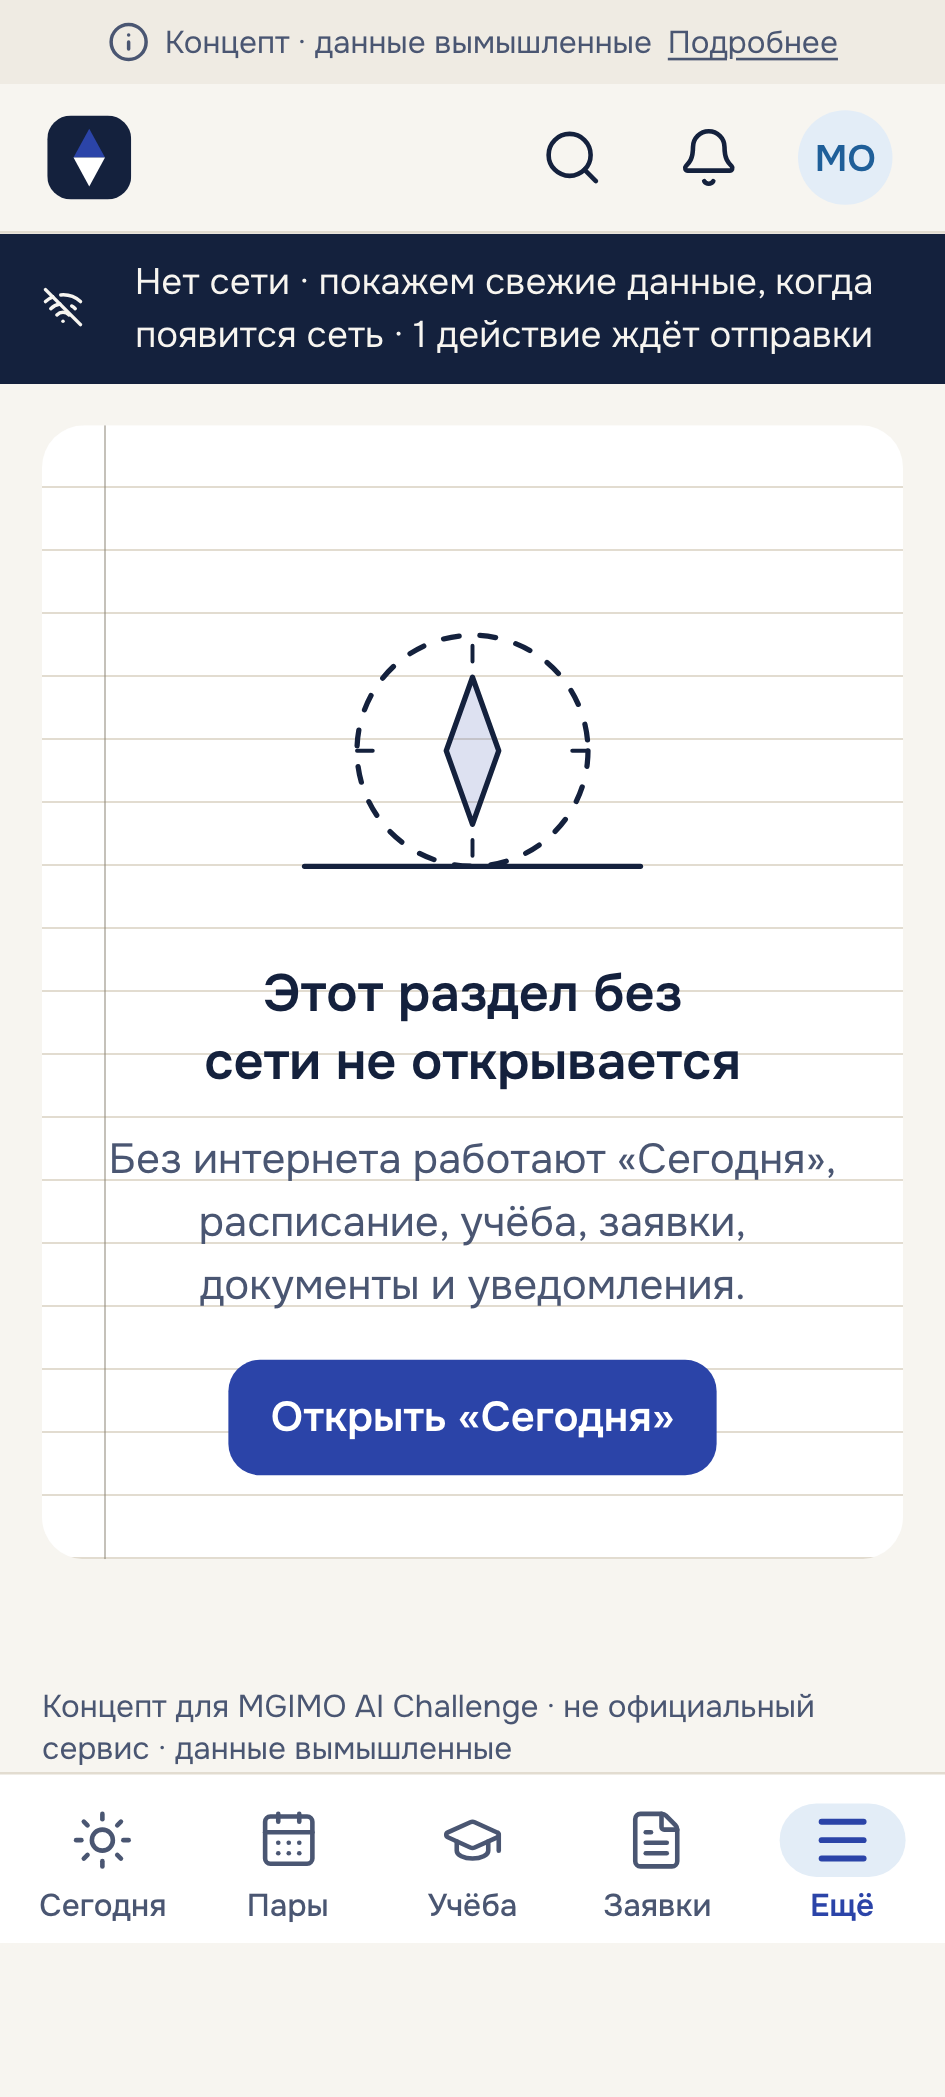 Концепт · данные вымышленные Подробнее
МО
Нет сети · покажем свежие данные, когда
появится сеть · 1 действие ждёт отправки
Этот раздел без
сети не открывается
Без интернета работают «Сегодня»,
расписание, учёба, заявки,
документы и уведомления.
Открыть «Сегодня»
Концепт для MGIMO AI Challenge · не официальный
сервис · данные вымышленные
Сегодня Пары Учёба Заявки Ещё